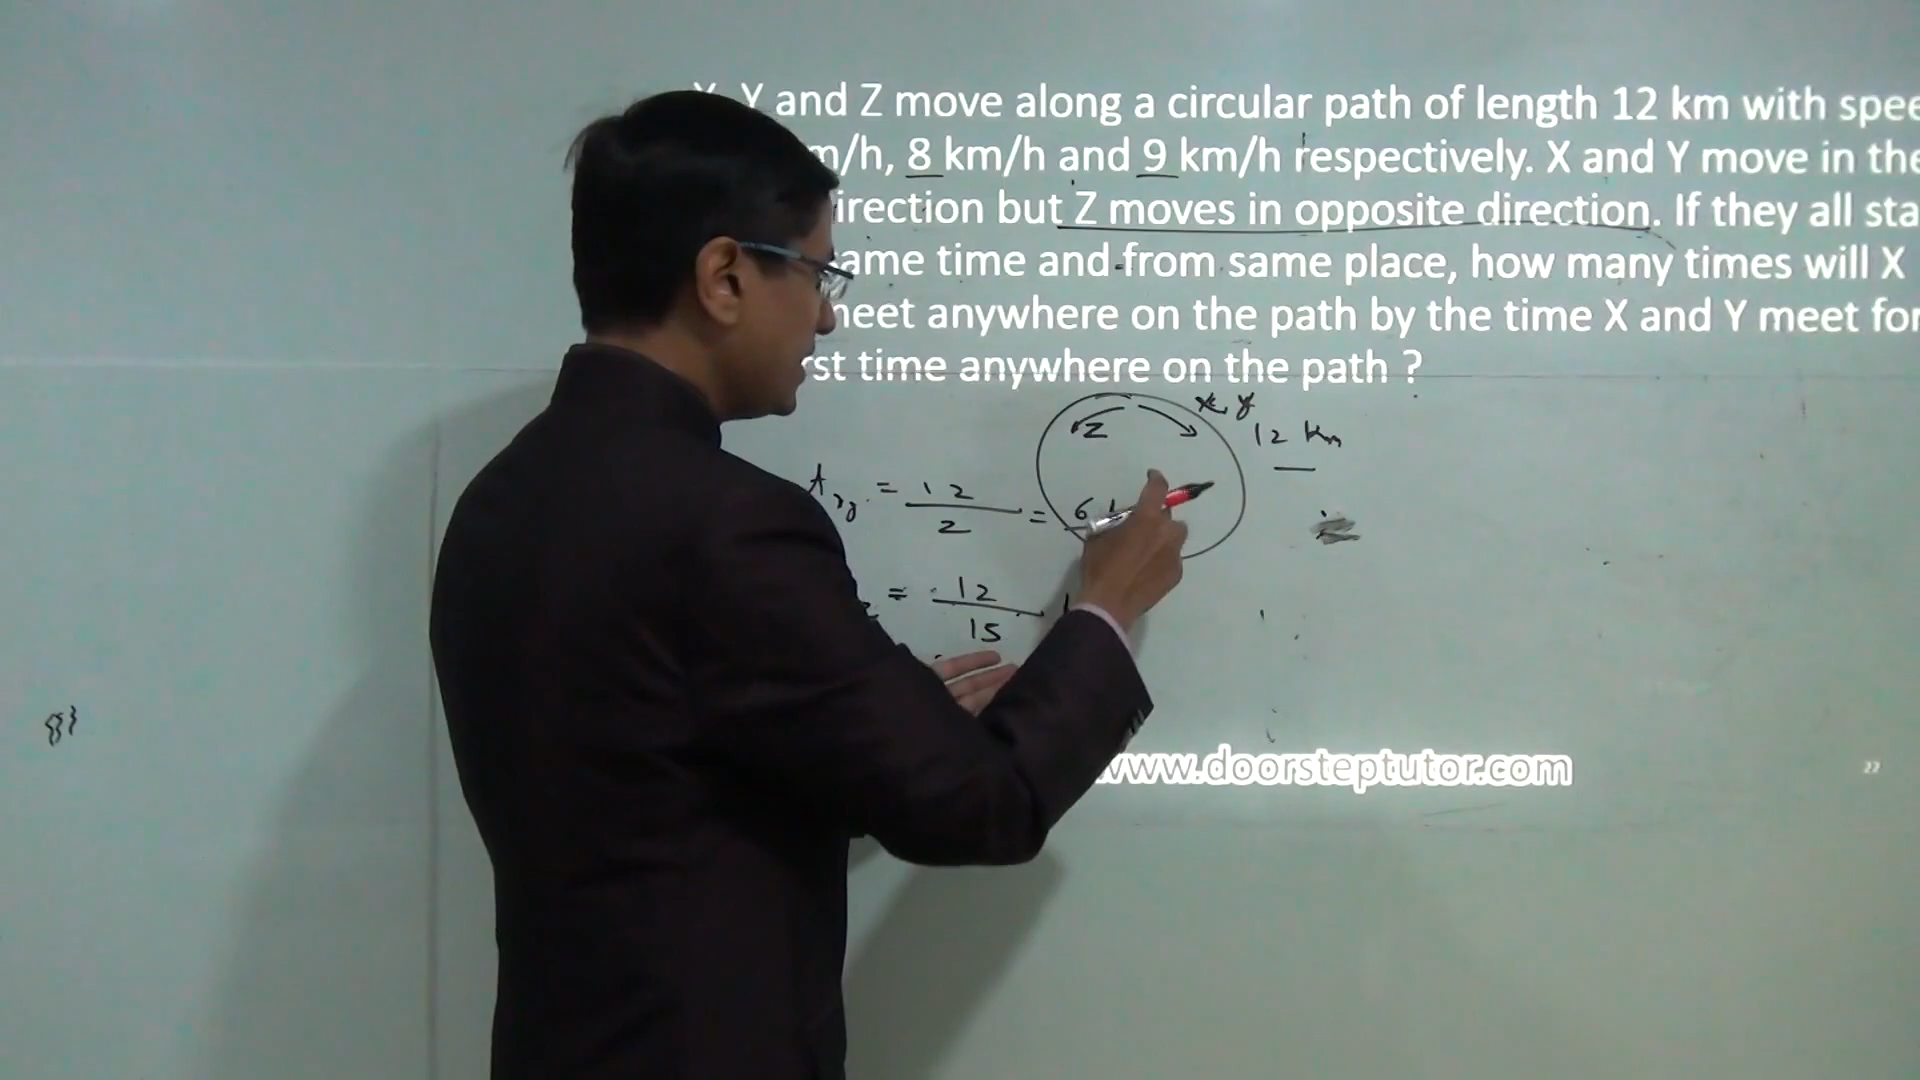 Y and Z move along a circular path of length 12 km with
m/h, 8 km/h and 9 km/h respectively. X and Y move in the
irection but Z moves in opposite direction. If they all sta
ame time and from same place, how many times will X
meet anywhere on the path by the time X and Y meet for
rst time anywhere on the path ?
x, y
Z
12 km
= 12 / 2 = 6
= 12 / 15
www.doorsteptutor.com